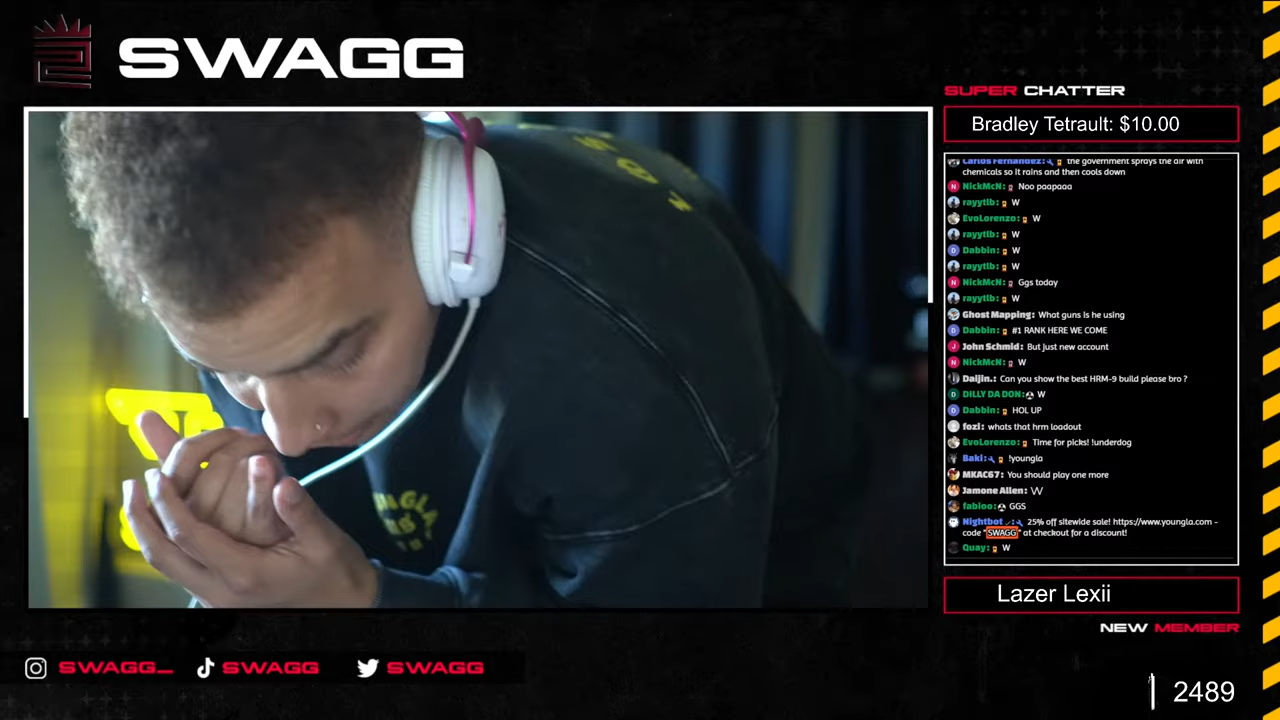 SWAGG
SUPER CHATTER
Bradley Tetrault: $10.00
Carlos Fernandez: the government sprays the air with
chemicals so it rains and then cools down
NickMcN: Noo paapaaa
rayytlb: W
EvoLorenzo: W
rayytlb: W
Dabbin: W
rayytlb: W
NickMcN: Ggs today
rayytlb: W
Ghost Mapping: What guns is he using
Dabbin: #1 RANK HERE WE COME
John Schmid: But just new account
NickMcN: W
Daijin.: Can you show the best HRM-9 build please bro ?
DILLY DA DON: W
Dabbin: HOL UP
fozi: whats that hrm loadout
EvoLorenzo: Time for picks! !underdog
Baki: !youngla
MKAC67: You should play one more
Jamone Allen: W
fabioo: GGS
Nightbot: 25% off sitewide sale! https://www.youngla.com -
code "SWAGG" at checkout for a discount!
Quay: W
Lazer Lexii
NEW MEMBER
SWAGG_ SWAGG SWAGG
2489